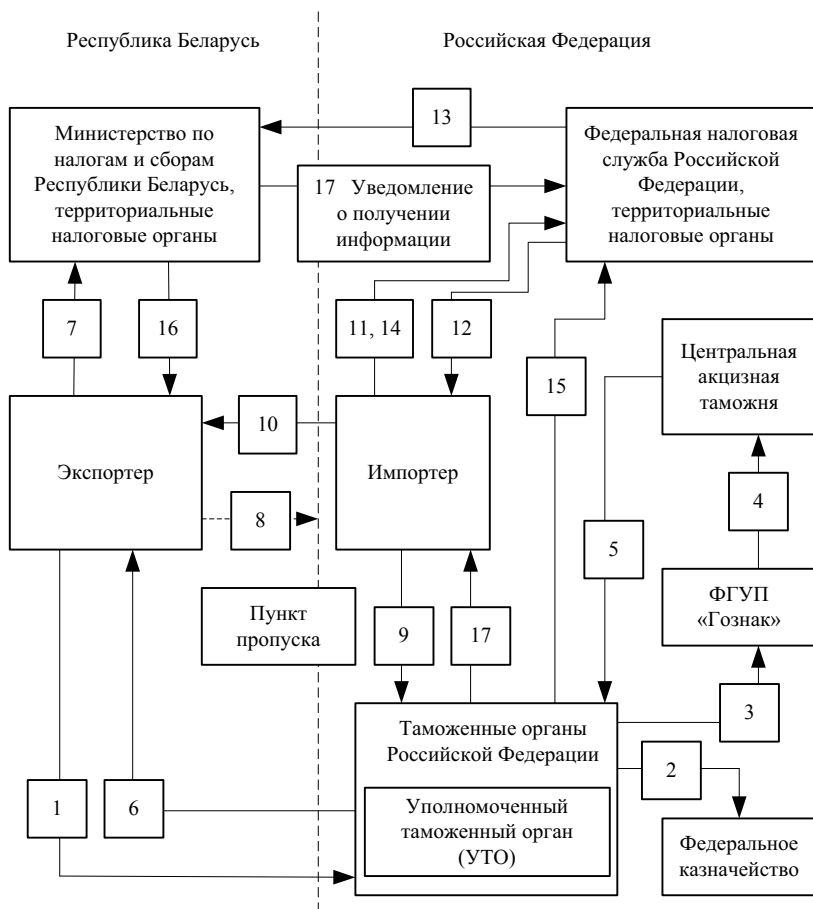 Республика Беларусь
Российская Федерация
13
Министерство по
налогам и сборам
Республики Беларусь,
территориальные
налоговые органы
17 Уведомление
о получении
информации
Федеральная налоговая
служба Российской
Федерации,
территориальные
налоговые органы
7
16
11, 14
12
15
Центральная
акцизная
таможня
10
Экспортер
Импортер
8
4
5
ФГУП
«Гознак»
Пункт
пропуска
9
17
3
Таможенные органы
Российской Федерации
2
1
6
Уполномоченный
таможенный орган
(УТО)
Федеральное
казначейство